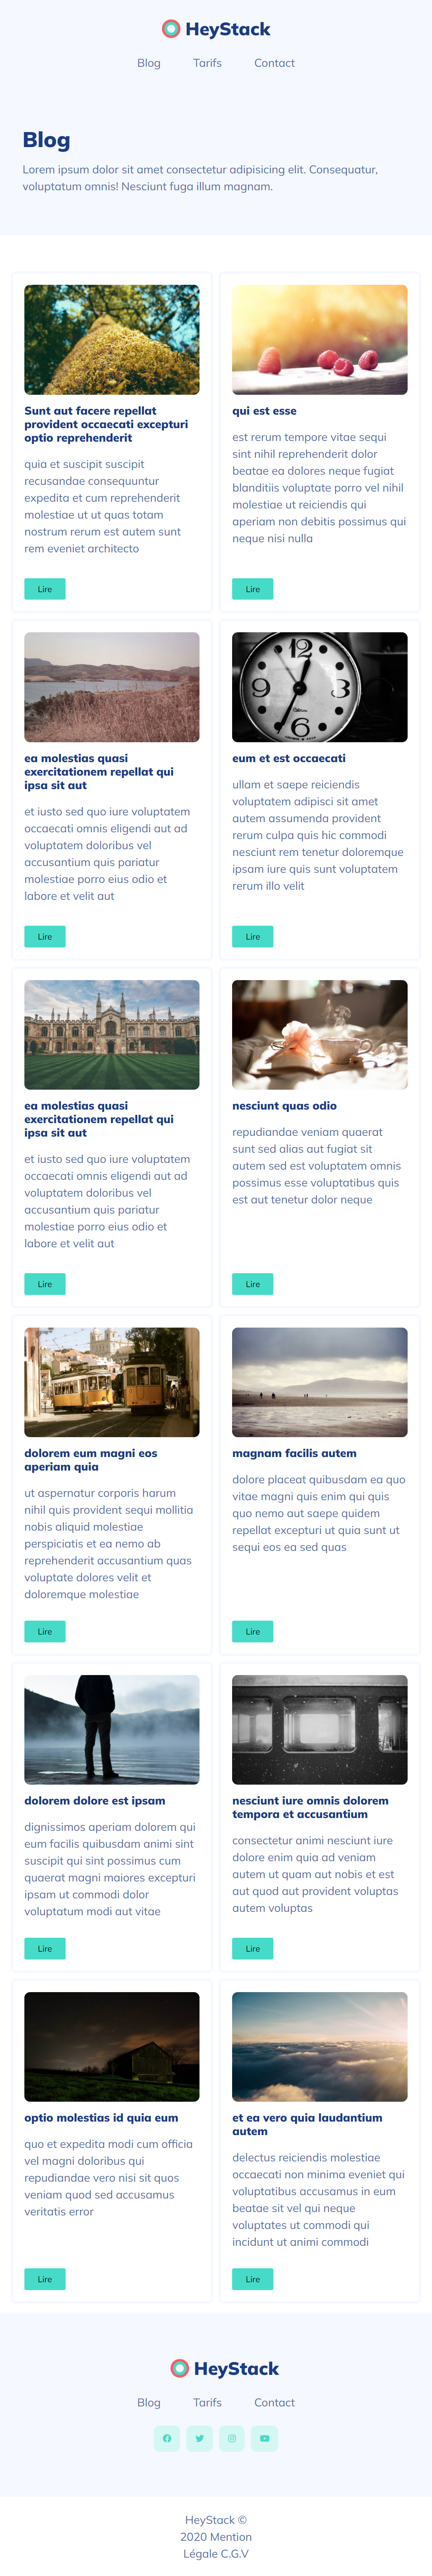 HeyStack
Blog Tarifs Contact
Blog
Lorem ipsum dolor sit amet consectetur adipisicing elit. Consequatur,
voluptatum omnis! Nesciunt fuga illum magnam.
Sunt aut facere repellat
provident occaecati excepturi
optio reprehenderit
quia et suscipit suscipit
recusandae consequuntur
expedita et cum reprehenderit
molestiae ut ut quas totam
nostrum rerum est autem sunt
rem eveniet architecto
Lire
qui est esse
est rerum tempore vitae sequi
sint nihil reprehenderit dolor
beatae ea dolores neque fugiat
blanditiis voluptate porro vel nihil
molestiae ut reiciendis qui
aperiam non debitis possimus qui
neque nisi nulla
Lire
ea molestias quasi
exercitationem repellat qui
ipsa sit aut
et iusto sed quo iure voluptatem
occaecati omnis eligendi aut ad
voluptatem doloribus vel
accusantium quis pariatur
molestiae porro eius odio et
labore et velit aut
Lire
12
9
3
6
eum et est occaecati
ullam et saepe reiciendis
voluptatem adipisci sit amet
autem assumenda provident
rerum culpa quis hic commodi
nesciunt rem tenetur doloremque
ipsam iure quis sunt voluptatem
rerum illo velit
Lire
ea molestias quasi
exercitationem repellat qui
ipsa sit aut
et iusto sed quo iure voluptatem
occaecati omnis eligendi aut ad
voluptatem doloribus vel
accusantium quis pariatur
molestiae porro eius odio et
labore et velit aut
Lire
nesciunt quas odio
repudiandae veniam quaerat
sunt sed alias aut fugiat sit
autem sed est voluptatem omnis
possimus esse voluptatibus quis
est aut tenetur dolor neque
Lire
dolorem eum magni eos
aperiam quia
ut aspernatur corporis harum
nihil quis provident sequi mollitia
nobis aliquid molestiae
perspiciatis et ea nemo ab
reprehenderit accusantium quas
voluptate dolores velit et
doloremque molestiae
Lire
magnam facilis autem
dolore placeat quibusdam ea quo
vitae magni quis enim qui quis
quo nemo aut saepe quidem
repellat excepturi ut quia sunt ut
sequi eos ea sed quas
Lire
dolorem dolore est ipsam
dignissimos aperiam dolorem qui
eum facilis quibusdam animi sint
suscipit qui sint possimus cum
quaerat magni maiores excepturi
ipsam ut commodi dolor
voluptatum modi aut vitae
Lire
nesciunt iure omnis dolorem
tempora et accusantium
consectetur animi nesciunt iure
dolore enim quia ad veniam
autem ut quam aut nobis et est
aut quod aut provident voluptas
autem voluptas
Lire
optio molestias id quia eum
quo et expedita modi cum officia
vel magni doloribus qui
repudiandae vero nisi sit quos
veniam quod sed accusamus
veritatis error
Lire
et ea vero quia laudantium
autem
delectus reiciendis molestiae
occaecati non minima eveniet qui
voluptatibus accusamus in eum
beatae sit vel qui neque
voluptates ut commodi qui
incidunt ut animi commodi
Lire
HeyStack
Blog Tarifs Contact
HeyStack ©
2020 Mention
Légale C.G.V